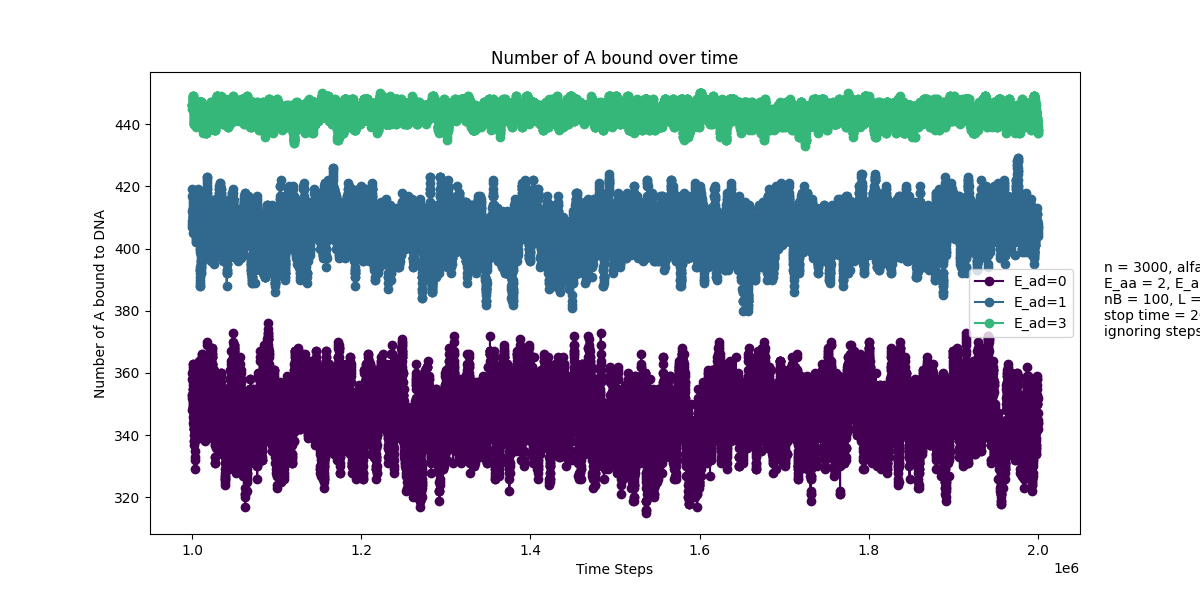 Number of A bound over time
Number of A bound to DNA
440
420
400
380
360
340
320
E_ad=0
E_ad=1
E_ad=3
n = 3000, alfa
E_aa = 2, E_a
nB = 100, L =
stop time = 2
ignoring steps
1.0
1.2
1.4
1.6
1.8
2.0
1e6
Time Steps